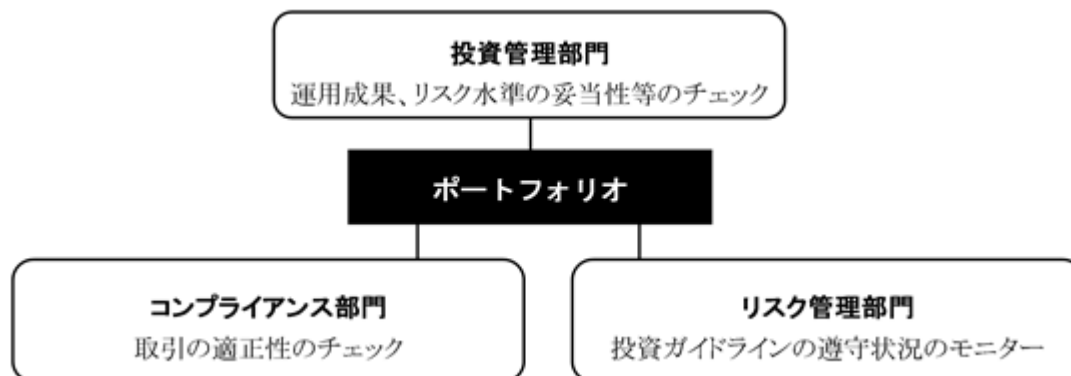 投資管理部門
運用成果、リスク水準の妥当性等のチェック
ポートフォリオ
コンプライアンス部門
取引の適正性のチェック
リスク管理部門
投資ガイドラインの遵守状況のモニター